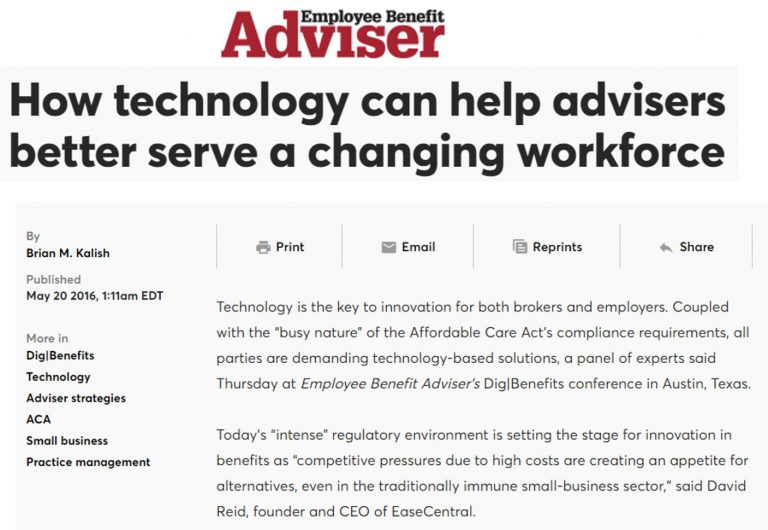 Employee Benefit
Adviser
How technology can help advisers
better serve a changing workforce
By
Brian M. Kalish
Published
May 20 2016, 1:11am EDT
More in
Dig|Benefits
Technology
Adviser strategies
ACA
Small business
Practice management
Print
Email
Reprints
Share
Technology is the key to innovation for both brokers and employers. Coupled
with the “busy nature” of the Affordable Care Act’s compliance requirements, all
parties are demanding technology-based solutions, a panel of experts said
Thursday at Employee Benefit Adviser’s Dig|Benefits conference in Austin, Texas.
Today’s “intense” regulatory environment is setting the stage for innovation in
benefits as “competitive pressures due to high costs are creating an appetite for
alternatives, even in the traditionally immune small-business sector,” said David
Reid, founder and CEO of EaseCentral.